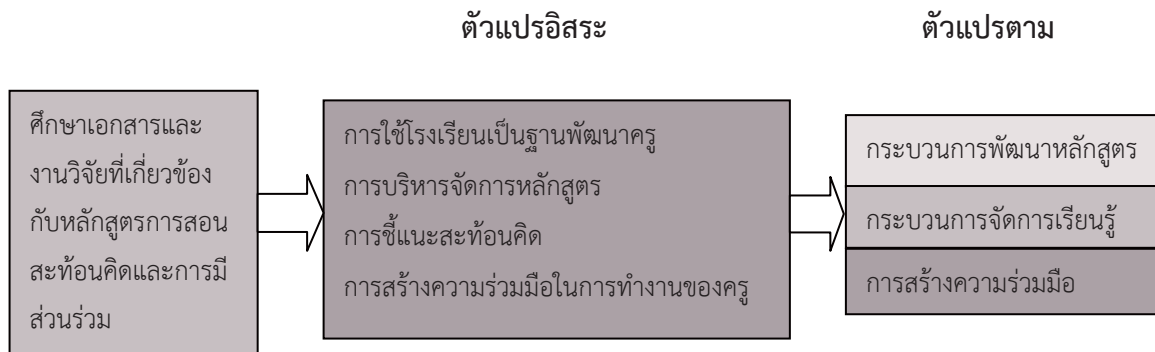 ตัวแปรอิสระ
ตัวแปรตาม
ศึกษาเอกสารและ
งานวิจัยที่เกี่ยวข้อง
กับหลักสูตรการสอน
สะท้อนคิดและการมี
ส่วนร่วม
การใช้โรงเรียนเป็นฐานพัฒนาครู
การบริหารจัดการหลักสูตร
การชี้แนะสะท้อนคิด
การสร้างความร่วมมือในการทำงานของครู
กระบวนการพัฒนาหลักสูตร
กระบวนการจัดการเรียนรู้
การสร้างความร่วมมือ